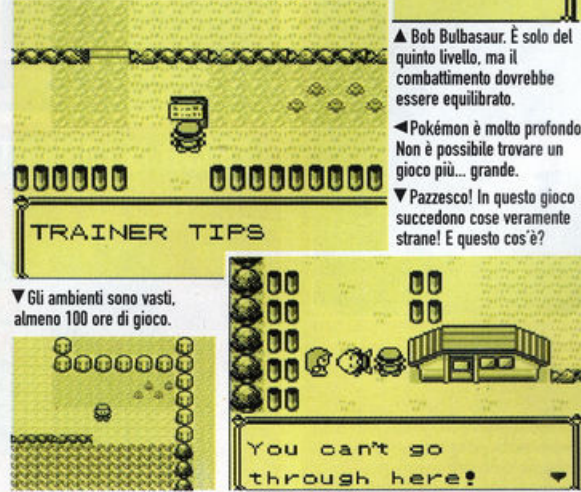 ▲ Bob Bulbasaur. È solo del
quinto livello, ma il
combattimento dovrebbe
essere equilibrato.
◄Pokémon è molto profondo
Non è possibile trovare un
gioco più... grande.
▼ Pazzesco! In questo gioco
succedono cose veramente
strane! E questo cos'è?
TRAINER TIPS
▼ Gli ambienti sono vasti,
almeno 100 ore di gioco.
You can't go
through here!